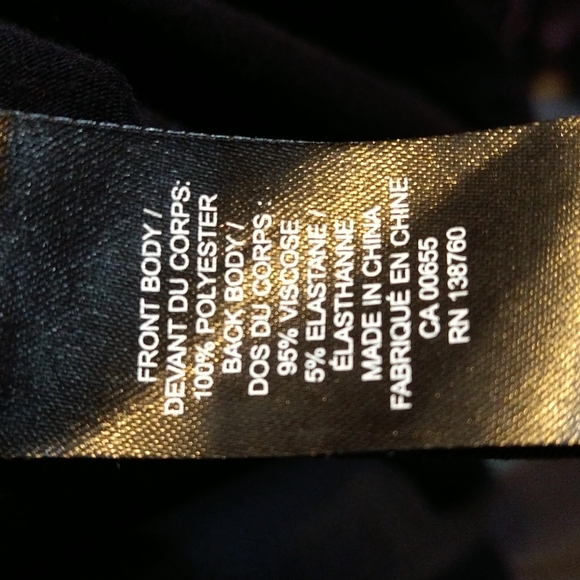 FRONT BODY /
DEVANT DU CORPS:
100% POLYESTER
BACK BODY /
DOS DU CORPS :
95% VISCOSE
5% ELASTANE /
ÉLASTHANNE
MADE IN CHINA
FABRIQUÉ EN CHINE
CA 00655
RN 138760